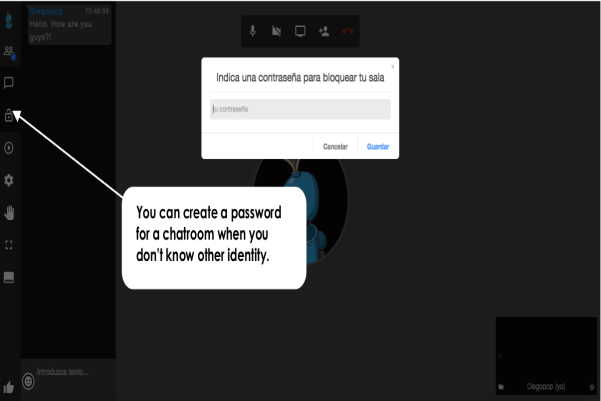 Diegopop 15:46:55
Hello. How are you
guys?!
Indica una contraseña para bloquear tu sala
tu contraseña
Cancelar Guardar
You can create a password
for a chatroom when you
don't know other identity.
Introduzca texto...
Diegopop (yo)